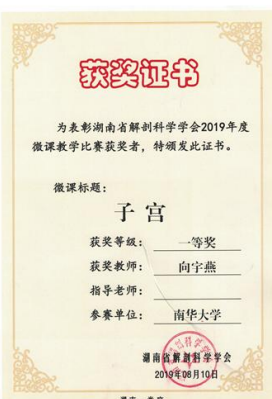 获奖证书
为表彰湖南省解剖科学学会2019年度
微课教学比赛获奖者，特颁发此证书。
微课标题：
子宫
获奖等级： 一等奖
获奖教师： 向宇燕
指导老师：
参赛单位： 南华大学
湖南省解剖科学学会
2019年08月10日